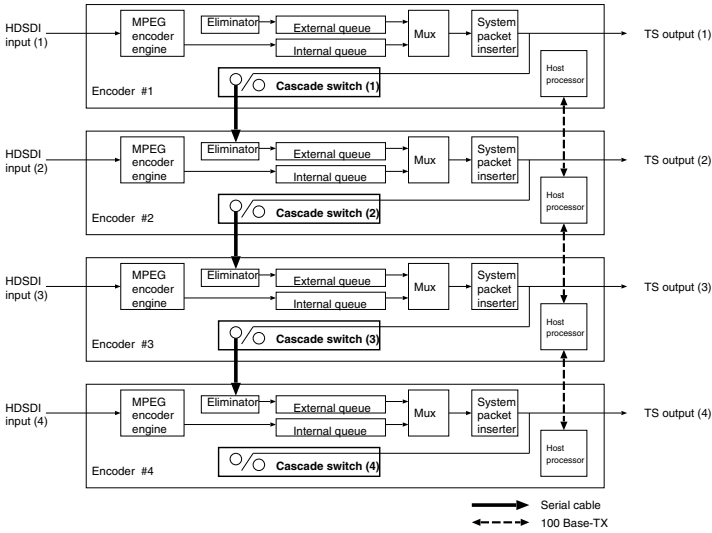 HDSDI
input (1)
MPEG
encoder
engine
Eliminator
External queue
Internal queue
Mux
System
packet
inserter
TS output (1)
Host
processor
Cascade switch (1)
Encoder #1
HDSDI
input (2)
MPEG
encoder
engine
Eliminator
External queue
Internal queue
Mux
System
packet
inserter
TS output (2)
Host
processor
Cascade switch (2)
Encoder #2
HDSDI
input (3)
MPEG
encoder
engine
Eliminator
External queue
Internal queue
Mux
System
packet
inserter
TS output (3)
Host
processor
Cascade switch (3)
Encoder #3
HDSDI
input (4)
MPEG
encoder
engine
Eliminator
External queue
Internal queue
Mux
System
packet
inserter
TS output (4)
Host
processor
Cascade switch (4)
Encoder #4
Serial cable
100 Base-TX